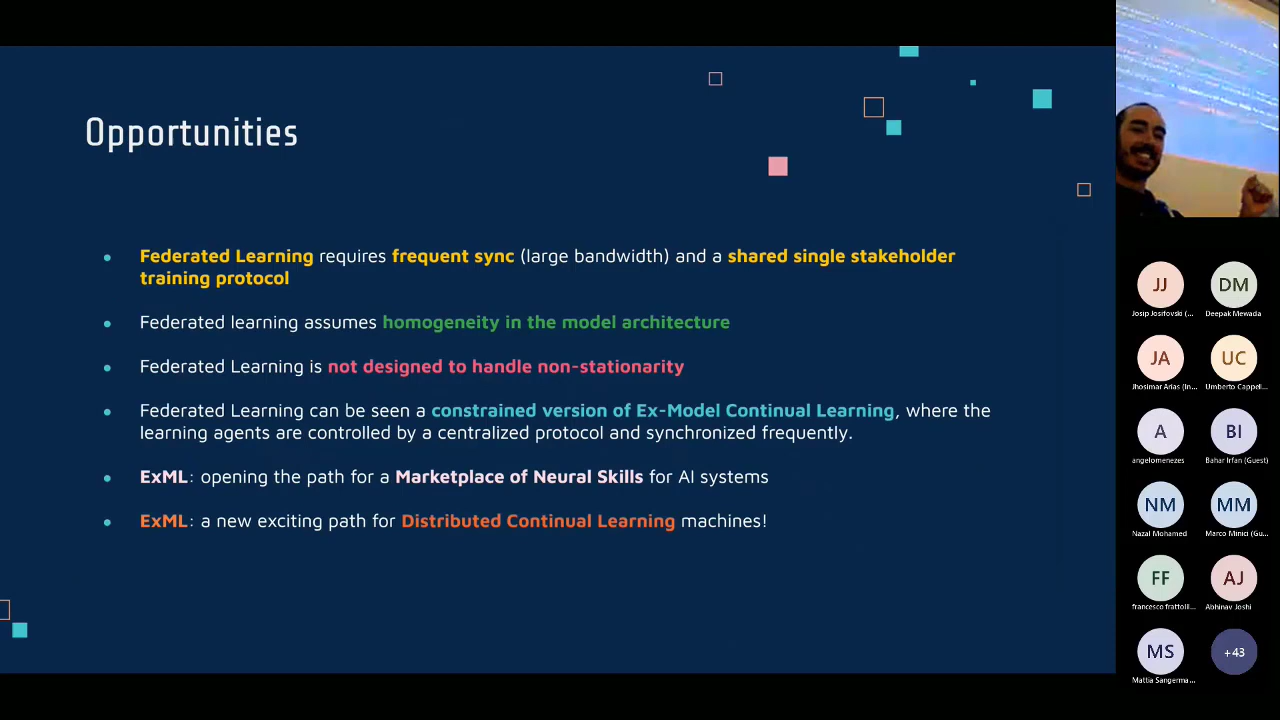 Opportunities
Federated Learning requires frequent sync (large bandwidth) and a shared single stakeholder
training protocol
Federated learning assumes homogeneity in the model architecture
Federated Learning is not designed to handle non-stationarity
Federated Learning can be seen a constrained version of Ex-Model Continual Learning, where the
learning agents are controlled by a centralized protocol and synchronized frequently.
ExML: opening the path for a Marketplace of Neural Skills for AI systems
ExML: a new exciting path for Distributed Continual Learning machines!
JJ
Josip Josifovski (...
DM
Deepak Mewada
JA
Jhosimar Arias (In...
UC
Umberto Cappell...
A
angelomenezes
BI
Bahar Irfan (Guest)
NM
Nazal Mohamed
MM
Marco Minici (Gu...
FF
francesco frattolil...
AJ
Abhinav Joshi
MS
Mattia Sangerma...
+43